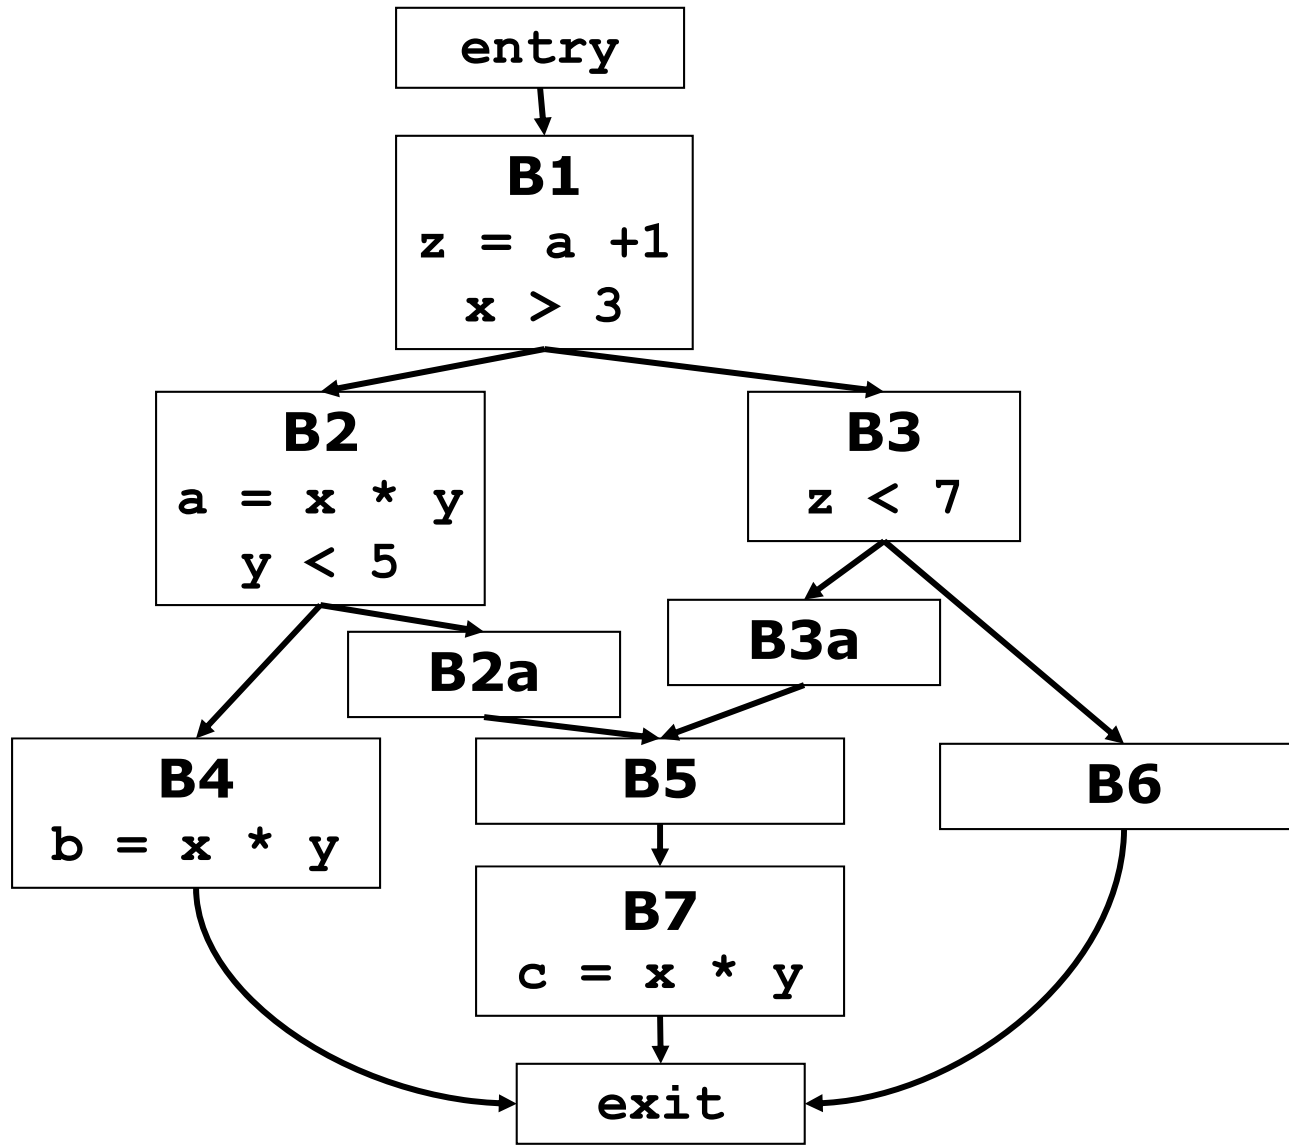 entry
B1
z = a +1
x > 3
B2
a = x * y
y < 5
B3
z < 7
B3a
B2a
B4
b = x * y
B5
B6
B7
c = x * y
exit